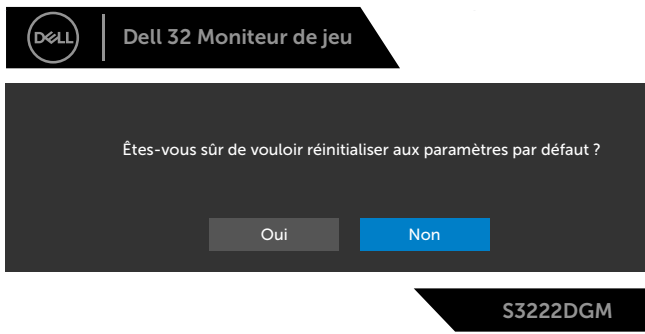 DELL
Dell 32 Moniteur de jeu
Êtes-vous sûr de vouloir réinitialiser aux paramètres par défaut ?
Oui
Non
S3222DGM